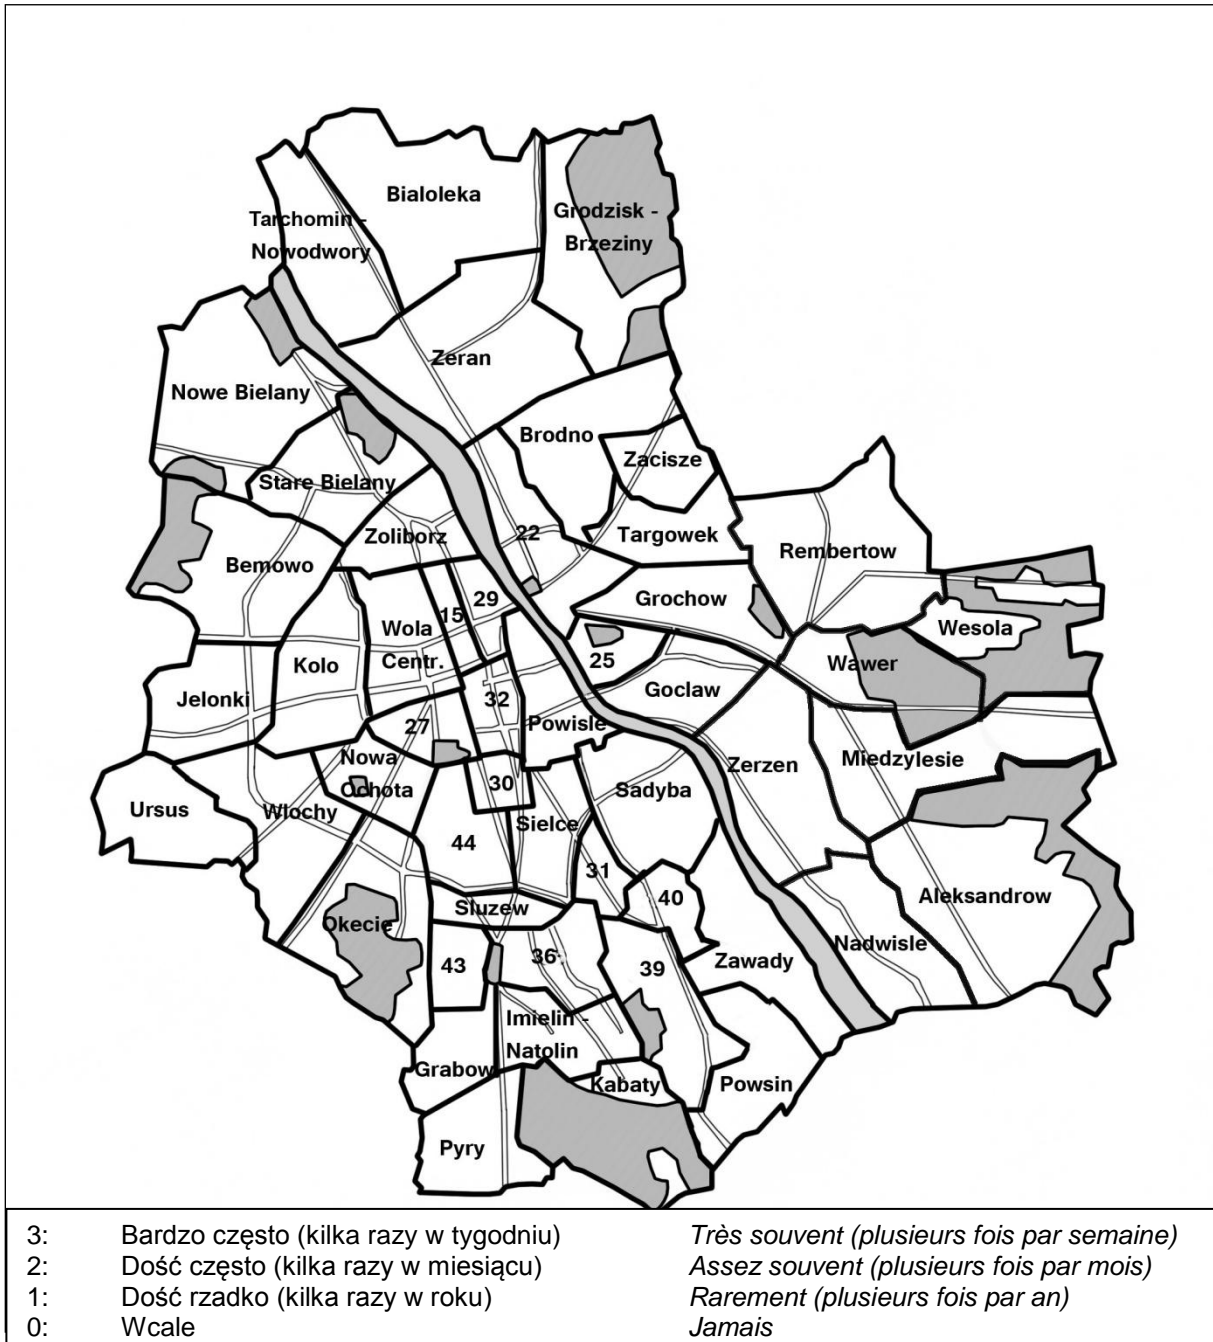 Bialoleka
Tarchomin -
Nowodwory
Grodzisk -
Brzeziny
Zeran
Nowe Bielany
Brodno
Zacisze
Stare Bielany
Zoliborz
22
Targowek
Rembertow
Bemowo
Grochow
29
15
Wola
Centr.
Wesola
Kolo
25
Wawer
Jelonki
32
Goclaw
27
Powisle
Nowa
Ochota
Miedzylesie
Zerzen
30
Sadyba
Ursus
Wlochy
Sielce
44
31
40
Aleksandrow
Sluzew
Okecie
Nadwisle
43
36
39
Zawady
Imielin -
Natolin
Grabow
Kabaty
Powsin
Pyry
3: Bardzo często (kilka razy w tygodniu) Très souvent (plusieurs fois par semaine)
2: Dość często (kilka razy w miesiącu) Assez souvent (plusieurs fois par mois)
1: Dość rzadko (kilka razy w roku) Rarement (plusieurs fois par an)
0: Wcale Jamais